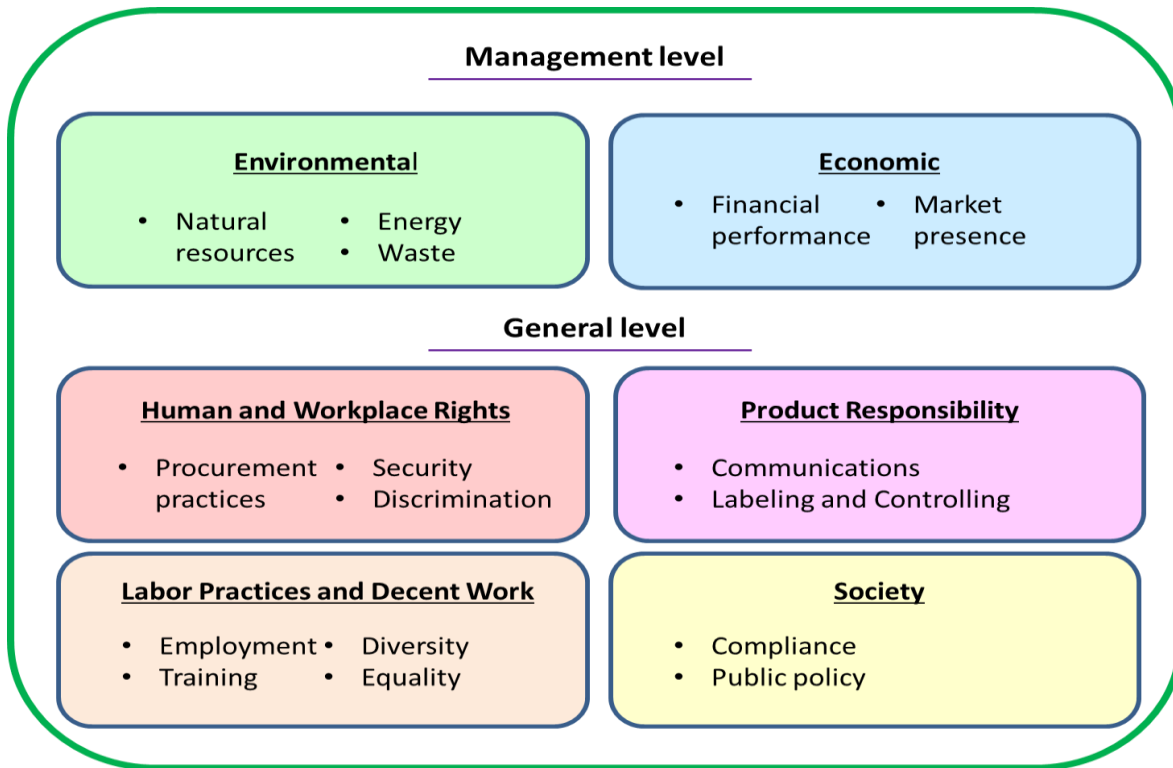 Management level
Environmental
• Natural
resources
• Energy
• Waste
Economic
• Financial
performance
• Market
presence
General level
Human and Workplace Rights
• Procurement
practices
• Security
• Discrimination
Product Responsibility
• Communications
• Labeling and Controlling
Labor Practices and Decent Work
• Employment
• Training
• Diversity
• Equality
Society
• Compliance
• Public policy